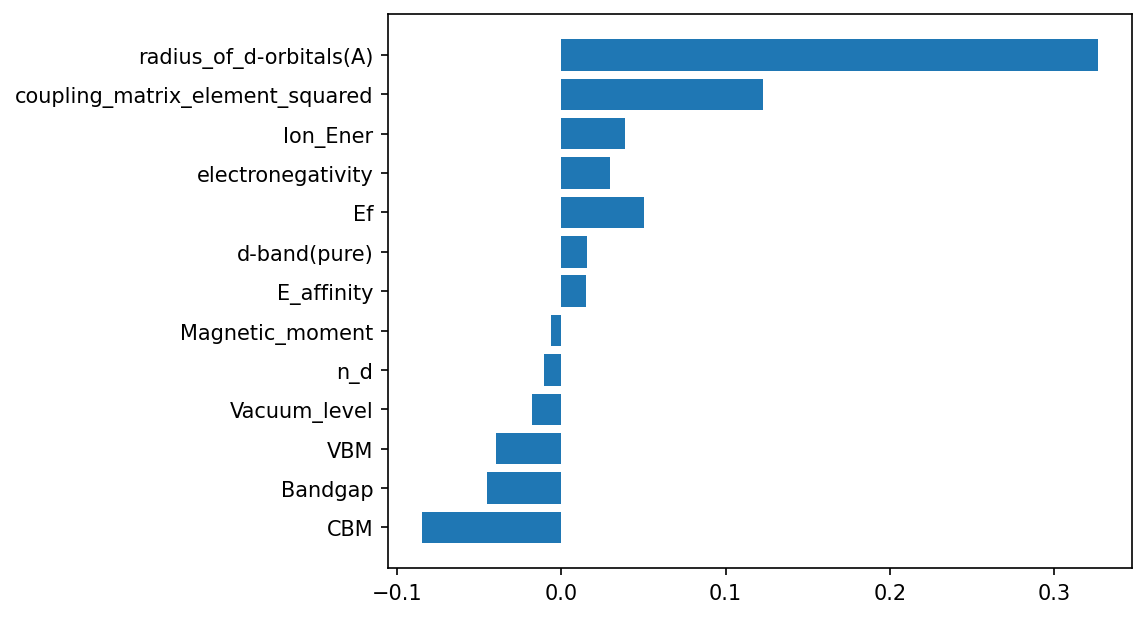 radius_of_d-orbitals(A)
coupling_matrix_element_squared
Ion_Ener
electronegativity
Ef
d-band(pure)
E_affinity
Magnetic_moment
n_d
Vacuum_level
VBM
Bandgap
CBM
−0.1 0.0 0.1 0.2 0.3